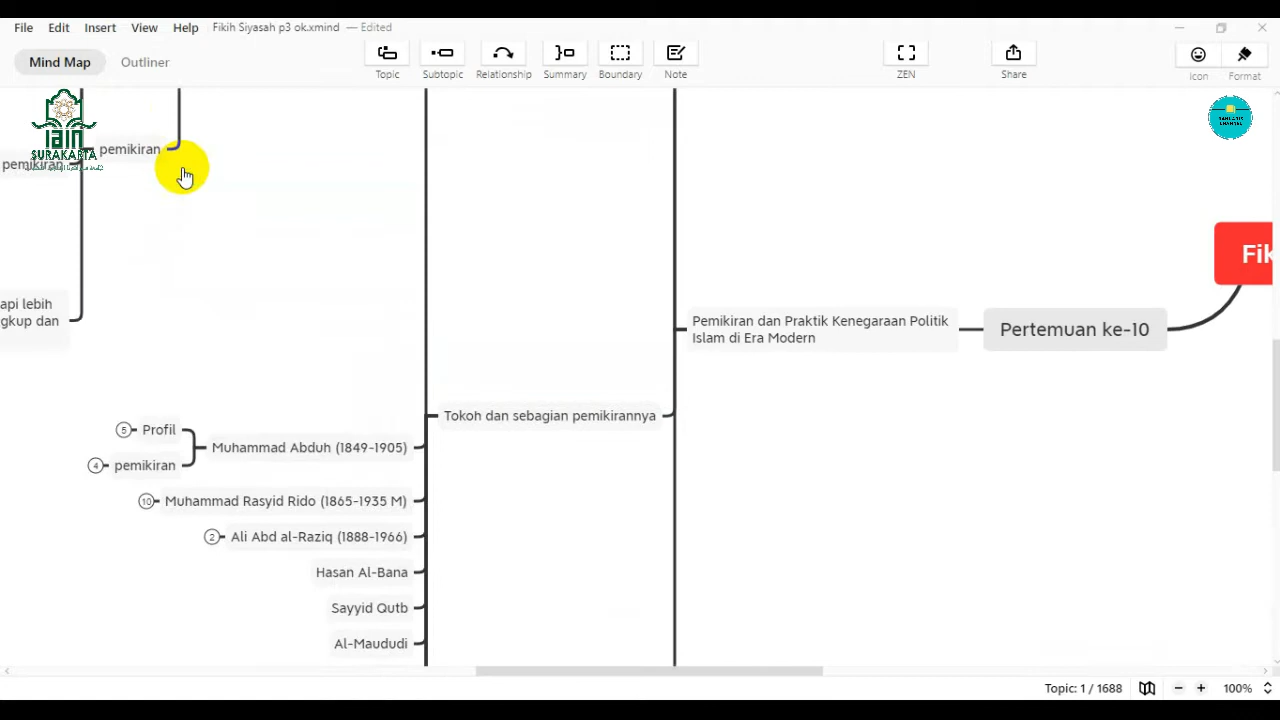 File Edit Insert View Help Fikih Siyasah p3 ok.xmind — Edited
Mind Map Outliner
Topic Subtopic Relationship Summary Boundary Note ZEN Share Icon Format
iain
SURAKARTA
pemikiran
pemikiran
api lebih
gkup dan
Fik
Pemikiran dan Praktik Kenegaraan Politik
Islam di Era Modern
Pertemuan ke-10
Tokoh dan sebagian pemikirannya
5 Profil
Muhammad Abduh (1849-1905)
4 pemikiran
10 Muhammad Rasyid Rido (1865-1935 M)
2 Ali Abd al-Raziq (1888-1966)
Hasan Al-Bana
Sayyid Qutb
Al-Maududi
Topic: 1 / 1688 100%